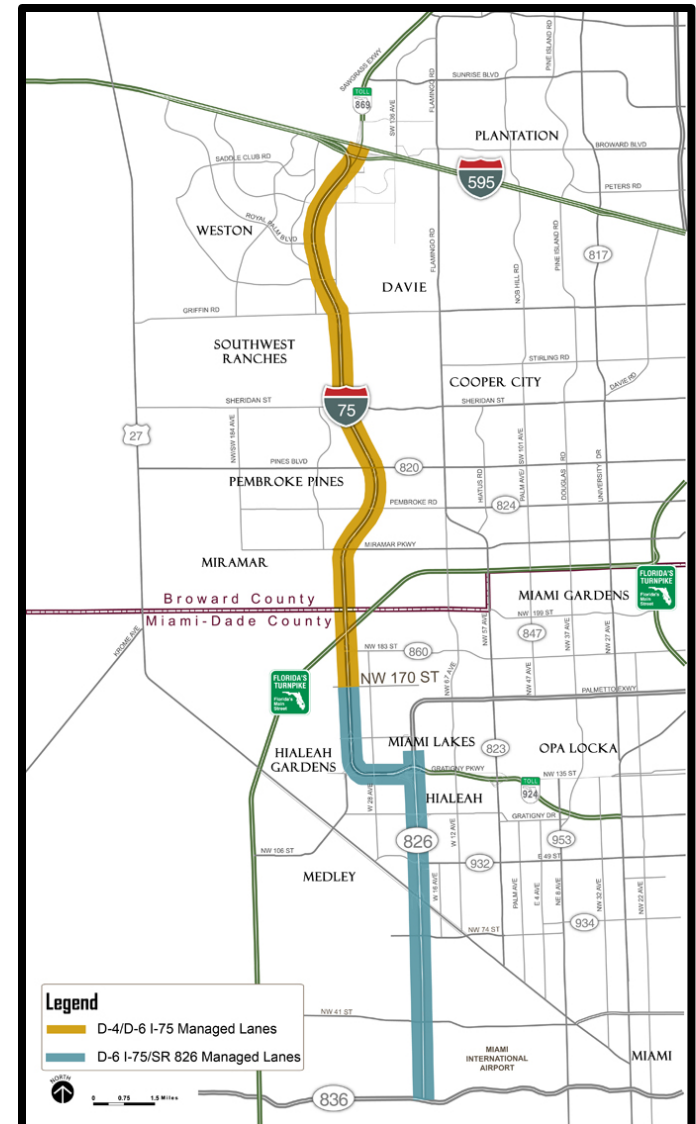 SAWGRASS EXWY
TOLL
869
SW 136 AVE
FLAMINGO RD
SUNRISE BLVD
PINE ISLAND RD
PLANTATION
BROWARD BLVD
SADDLE CLUB RD
595
PETERS RD
ROYAL PALM BLVD
WESTON
FLAMINGO RD
NOB HILL RD
PINE ISLAND RD
817
DAVIE
GRIFFIN RD
SOUTHWEST
RANCHES
STIRLING RD
COOPER CITY
DAVIE RD
SHERIDAN ST
75
SHERIDAN ST
27
NW/SW 184 AVE
PINES BLVD
820
HIATUS RD
PALM AVE/ SW 101 AVE
DOUGLAS RD
UNIVERSITY DR
PEMBROKE PINES
PEMBROKE RD
824
MIRAMAR PKWY
MIRAMAR
FLORIDA'S
TURNPIKE
Florida's
Main
Street
Broward County
Miami-Dade County
MIAMI GARDENS
NW 199 ST
KROME AVE
NW 57 AVE
847
NW 37 AVE
NW 27 AVE
NW 183 ST
860
NW 170 ST
NW 67 AVE
NW 47 AVE
FLORIDA'S
TURNPIKE
Florida's
Main
Street
PALMETTO EXWY
MIAMI LAKES
823
OPA LOCKA
HIALEAH
GARDENS
GRATIGNY PKWY
NW 135 ST
TOLL
924
W 28 AVE
HIALEAH
GRATIGNY DR
826
W 12 AVE
953
NW 106 ST
932
E 49 ST
MEDLEY
W 16 AVE
PALM AVE
E 4 AVE
NE 8 AVE
NW 32 AVE
NW 22 AVE
934
NW 74 ST
Legend
D-4/D-6 I-75 Managed Lanes
D-6 I-75/SR 826 Managed Lanes
NW 41 ST
MIAMI
INTERNATIONAL
AIRPORT
MIAMI
NORTH
0 0.75 1.5 Miles
836